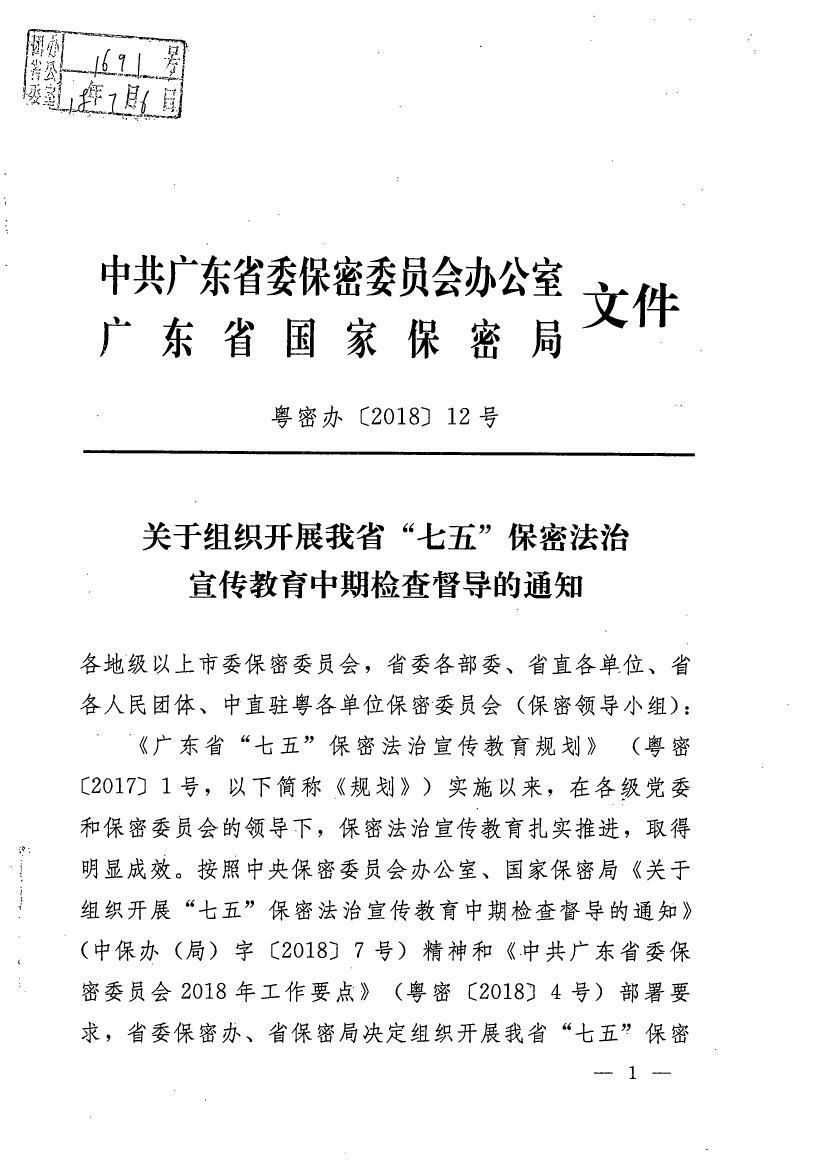 团省委
办公室
1691号
18年7月6日
中共广东省委保密委员会办公室
广东省国家保密局
文件
粤密办〔2018〕12号
关于组织开展我省“七五”保密法治
宣传教育中期检查督导的通知
各地级以上市委保密委员会，省委各部委、省直各单位、省
各人民团体、中直驻粤各单位保密委员会（保密领导小组）：
《广东省“七五”保密法治宣传教育规划》（粤密
〔2017〕1号，以下简称《规划》）实施以来，在各级党委
和保密委员会的领导下，保密法治宣传教育扎实推进，取得
明显成效。按照中央保密委员会办公室、国家保密局《关于
组织开展“七五”保密法治宣传教育中期检查督导的通知》
（中保办（局）字〔2018〕7号）精神和《中共广东省委保
密委员会2018年工作要点》（粤密〔2018〕4号）部署要
求，省委保密办、省保密局决定组织开展我省“七五”保密
— 1 —